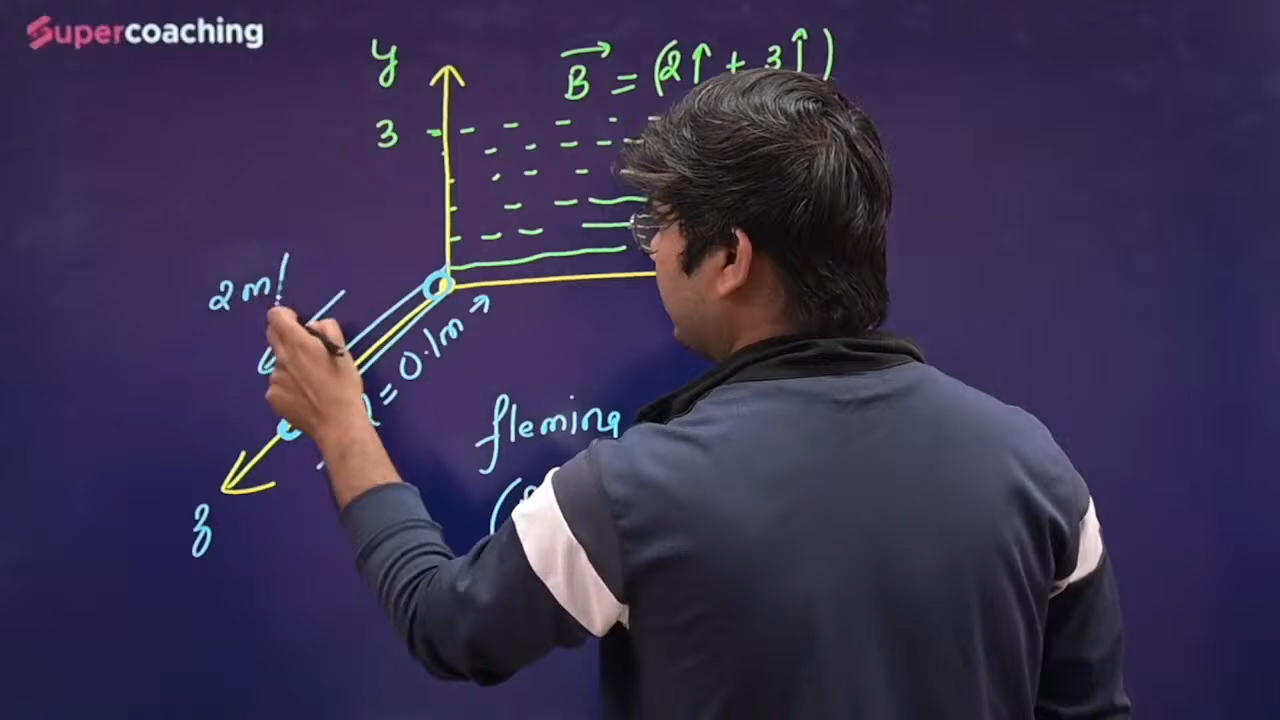 Supercoaching
y
B = (2î + 3ĵ)
3
2m/
= 0.1m
fleming
z